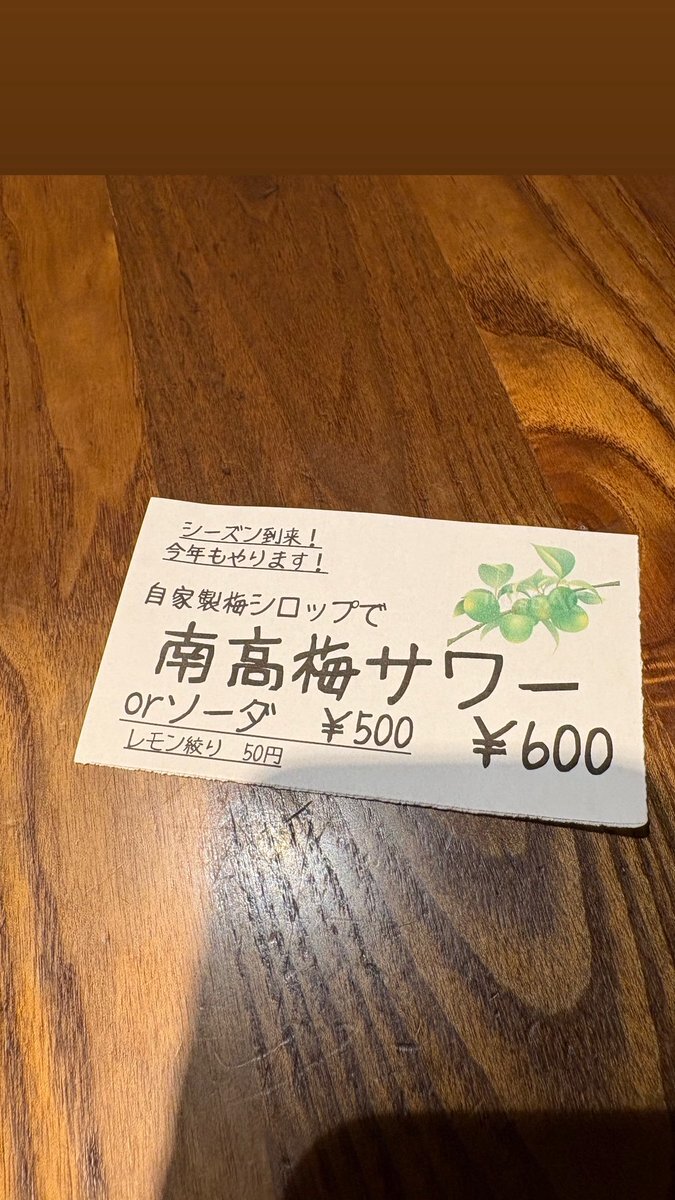 シーズン到来!
今年もやります!
自家製梅シロップで
南高梅サワー
orソーダ ¥500 ¥600
レモン絞り 50円